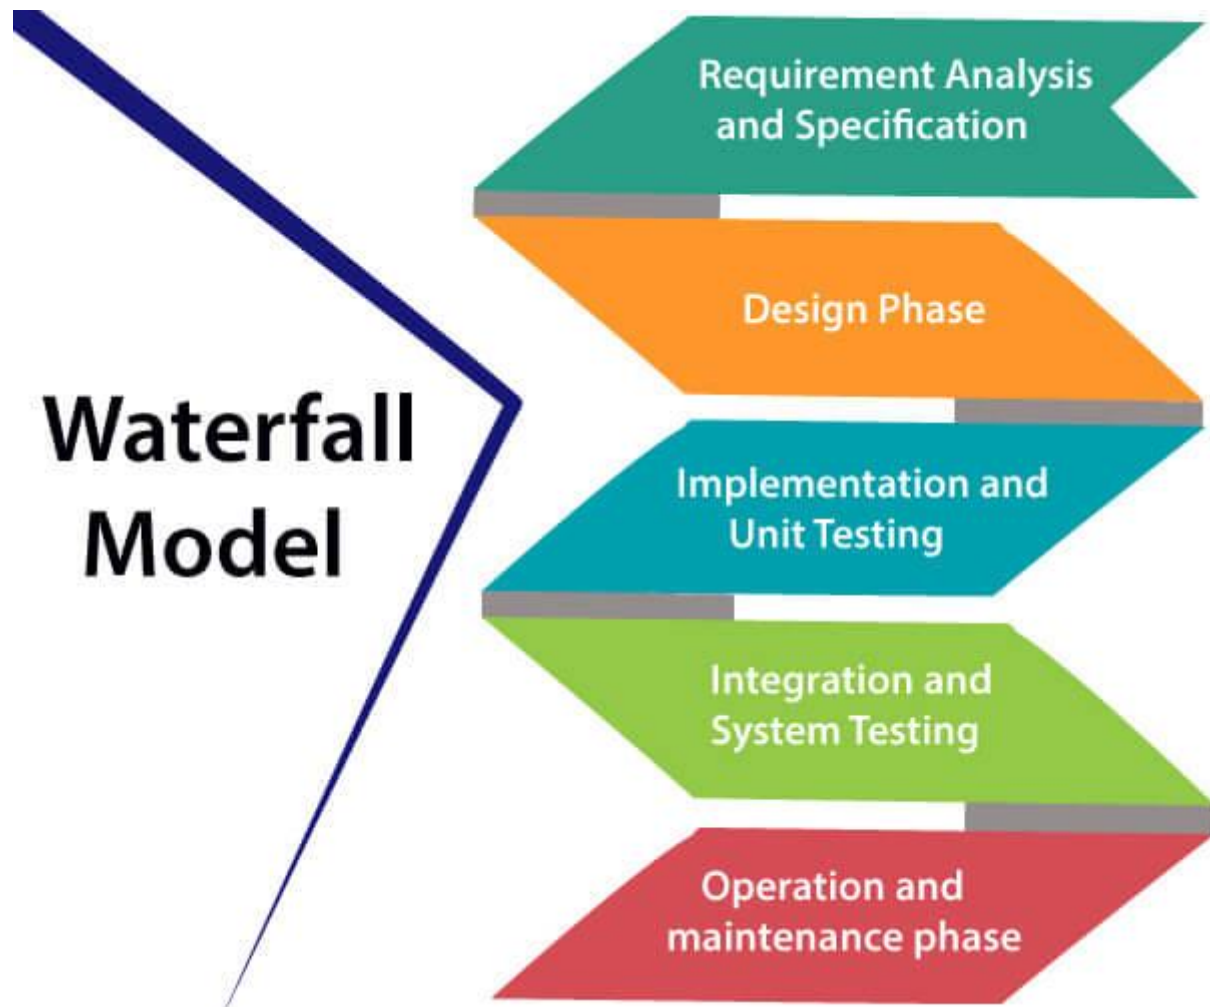 Waterfall
Model
Requirement Analysis
and Specification
Design Phase
Implementation and
Unit Testing
Integration and
System Testing
Operation and
maintenance phase